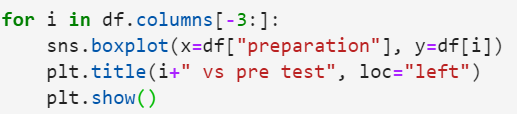 for i in df.columns[-3:]:
    sns.boxplot(x=df["preparation"], y=df[i])
    plt.title(i+" vs pre test", loc="left")
    plt.show()